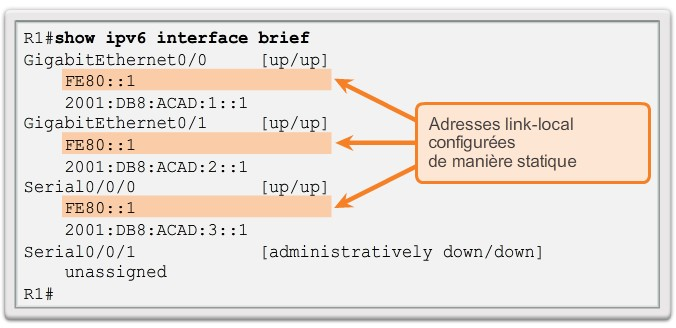 R1#show ipv6 interface brief
GigabitEthernet0/0 [up/up]
FE80::1
2001:DB8:ACAD:1::1
GigabitEthernet0/1 [up/up]
FE80::1
2001:DB8:ACAD:2::1
Serial0/0/0 [up/up]
FE80::1
2001:DB8:ACAD:3::1
Serial0/0/1 [administratively down/down]
unassigned
R1#
Adresses link-local
configurées
de manière statique